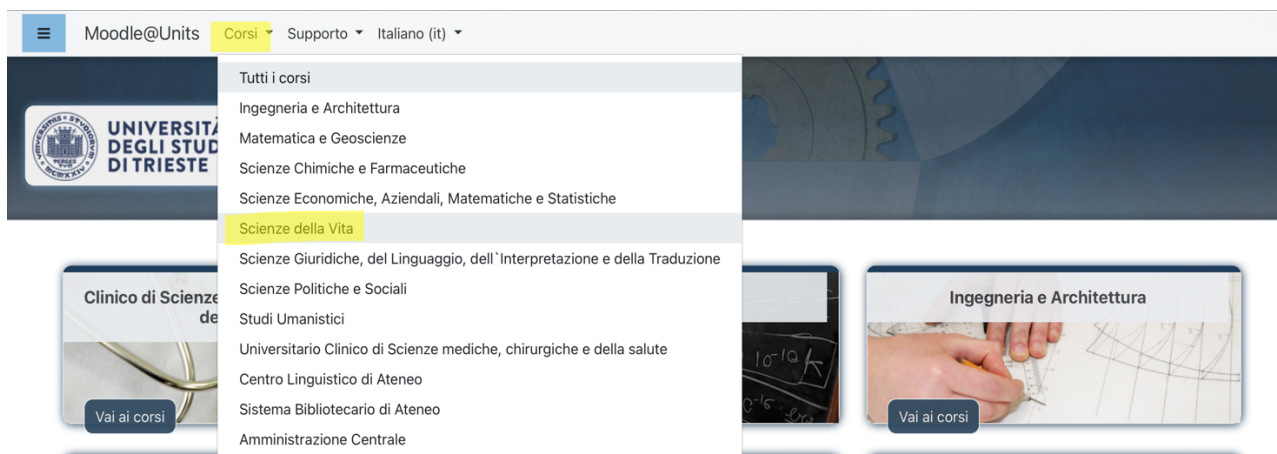 ≡ Moodle@Units Corsi Supporto Italiano (it)
Tutti i corsi
Ingegneria e Architettura
Matematica e Geoscienze
Scienze Chimiche e Farmaceutiche
Scienze Economiche, Aziendali, Matematiche e Statistiche
Scienze della Vita
Scienze Giuridiche, del Linguaggio, dell`Interpretazione e della Traduzione
Scienze Politiche e Sociali
Studi Umanistici
Universitario Clinico di Scienze mediche, chirurgiche e della salute
Centro Linguistico di Ateneo
Sistema Bibliotecario di Ateneo
Amministrazione Centrale
UNIVERSITÀ
DEGLI STUD
DI TRIESTE
Clinico di Scienze
de
Vai ai corsi
10-10 K
Ingegneria e Architettura
Vai ai corsi